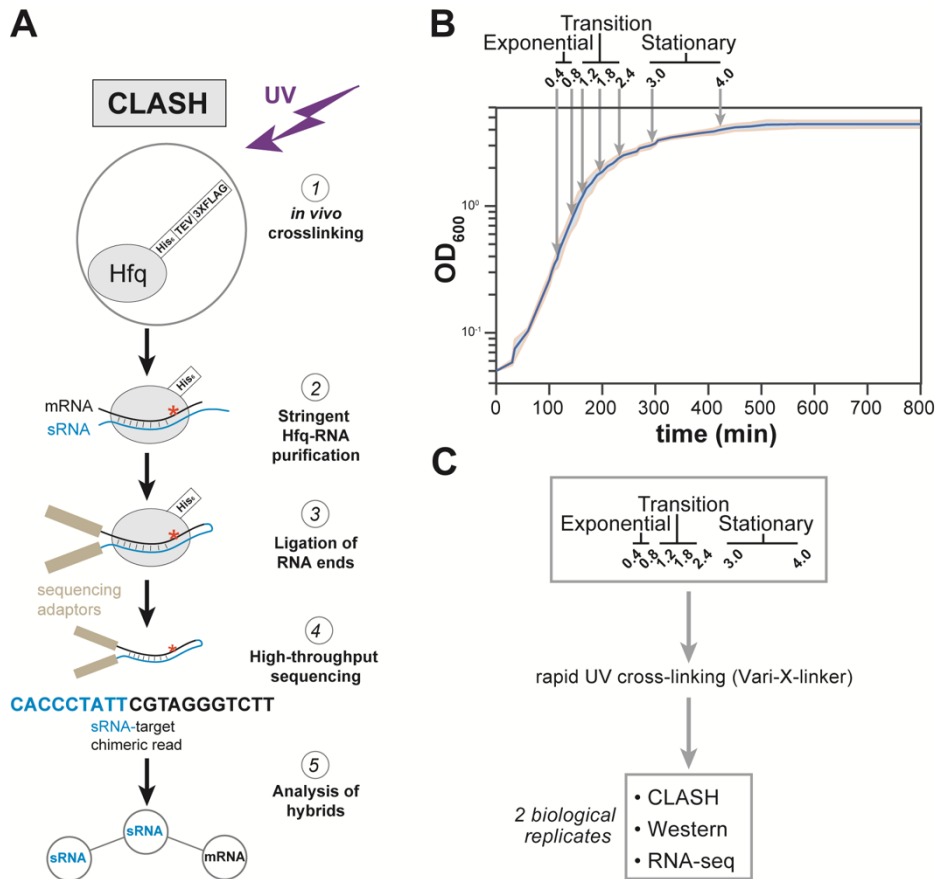 A
CLASH
UV
His₆ TEV 3XFLAG
Hfq
1
in vivo
crosslinking
His₆
mRNA
sRNA
*
2
Stringent
Hfq-RNA
purification
His₆
*
3
Ligation of
RNA ends
sequencing
adaptors
*
4
High-throughput
sequencing
CACCCTATTCGTAGGGTCTT
sRNA-target
chimeric read
5
Analysis of
hybrids
sRNA
sRNA
mRNA
B
Transition
Exponential
Stationary
0.4
0.8
1.2
1.8
2.4
3.0
4.0
OD₆₀₀
10⁰
10⁻¹
0 100 200 300 400 500 600 700 800
time (min)
C
Transition
Exponential
Stationary
0.4
0.8
1.2
1.8
2.4
3.0
4.0
rapid UV cross-linking (Vari-X-linker)
2 biological
replicates
• CLASH
• Western
• RNA-seq